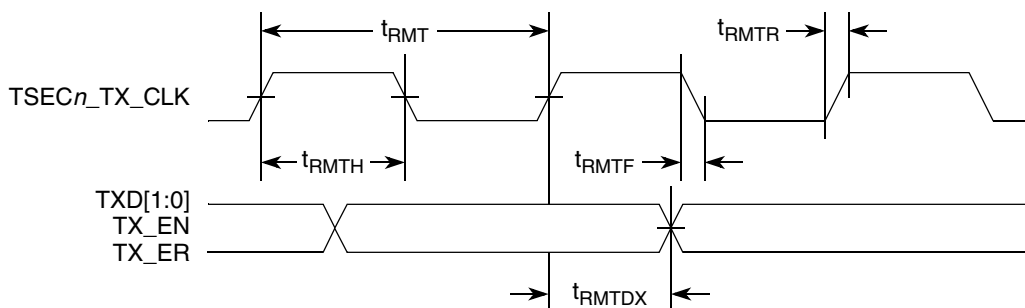 tRMT
tRMTR
TSECn_TX_CLK
tRMTH
tRMTF
TXD[1:0]
TX_EN
TX_ER
tRMTDX